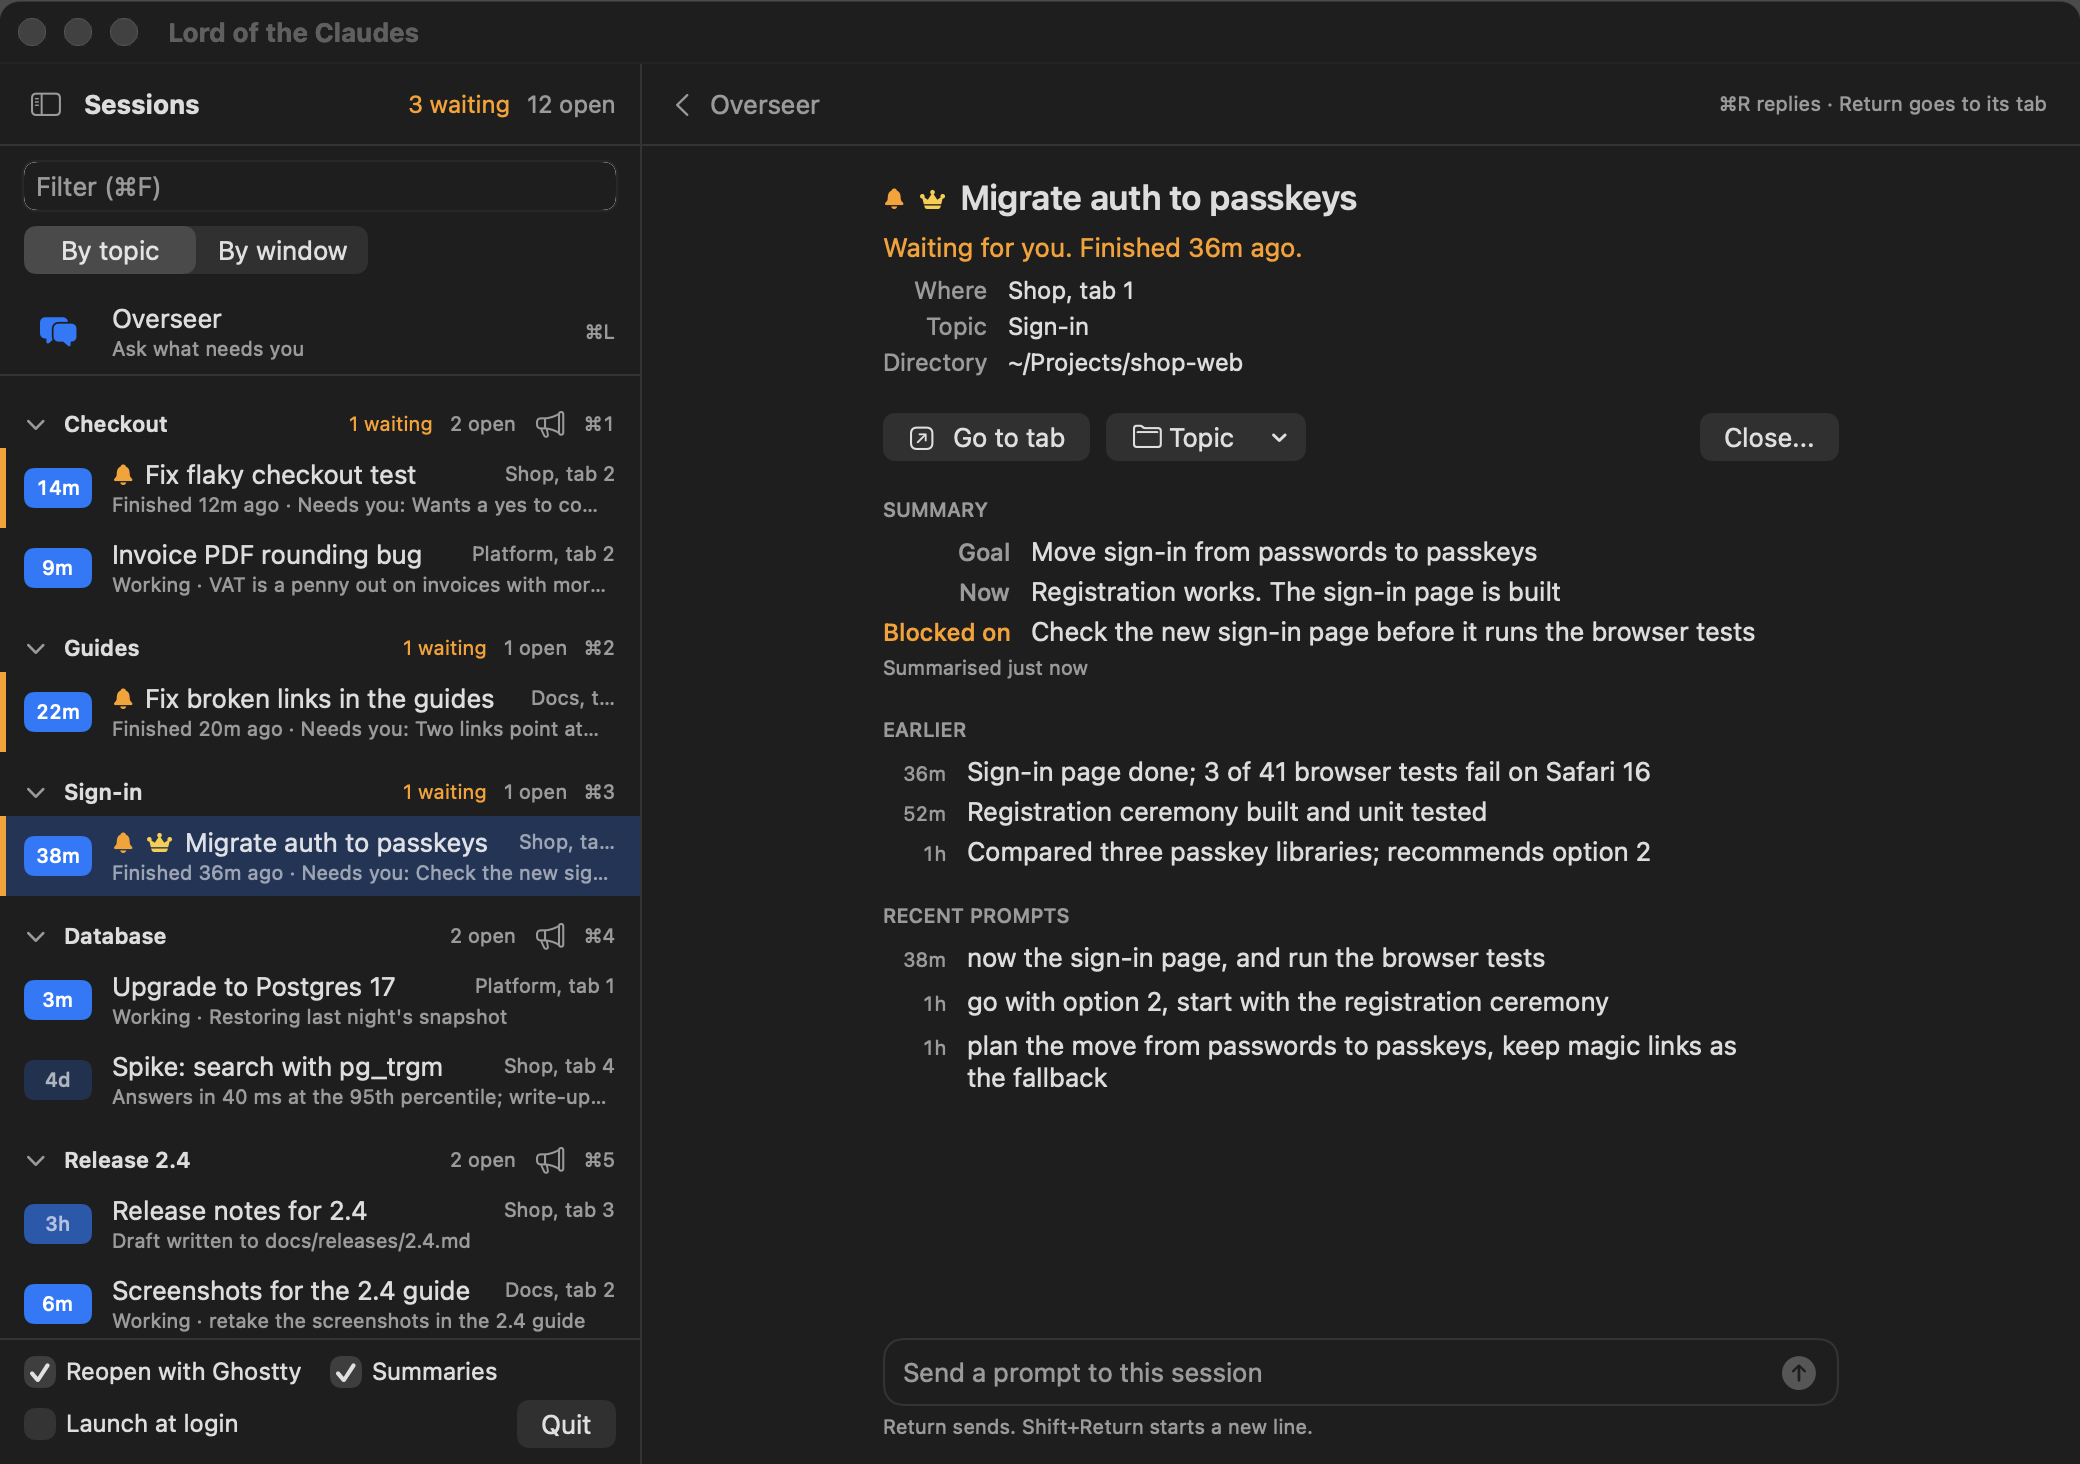 Lord of the Claudes
Sessions
3 waiting 12 open
Filter (⌘F)
By topic
By window
Overseer
Ask what needs you
⌘L
Checkout
1 waiting 2 open ⌘1
14m
Fix flaky checkout test
Shop, tab 2
Finished 12m ago · Needs you: Wants a yes to co...
9m
Invoice PDF rounding bug
Platform, tab 2
Working · VAT is a penny out on invoices with mor...
Guides
1 waiting 1 open ⌘2
22m
Fix broken links in the guides
Docs, t...
Finished 20m ago · Needs you: Two links point at...
Sign-in
1 waiting 1 open ⌘3
38m
Migrate auth to passkeys
Shop, ta...
Finished 36m ago · Needs you: Check the new sig...
Database
2 open ⌘4
3m
Upgrade to Postgres 17
Platform, tab 1
Working · Restoring last night's snapshot
4d
Spike: search with pg_trgm
Shop, tab 4
Answers in 40 ms at the 95th percentile; write-up...
Release 2.4
2 open ⌘5
3h
Release notes for 2.4
Shop, tab 3
Draft written to docs/releases/2.4.md
6m
Screenshots for the 2.4 guide
Docs, tab 2
Working · retake the screenshots in the 2.4 guide
Reopen with Ghostty
Summaries
Launch at login
Quit
Overseer
⌘R replies · Return goes to its tab
Migrate auth to passkeys
Waiting for you. Finished 36m ago.
Where Shop, tab 1
Topic Sign-in
Directory ~/Projects/shop-web
Go to tab
Topic
Close...
SUMMARY
Goal Move sign-in from passwords to passkeys
Now Registration works. The sign-in page is built
Blocked on Check the new sign-in page before it runs the browser tests
Summarised just now
EARLIER
36m Sign-in page done; 3 of 41 browser tests fail on Safari 16
52m Registration ceremony built and unit tested
1h Compared three passkey libraries; recommends option 2
RECENT PROMPTS
38m now the sign-in page, and run the browser tests
1h go with option 2, start with the registration ceremony
1h plan the move from passwords to passkeys, keep magic links as
the fallback
Send a prompt to this session
Return sends. Shift+Return starts a new line.